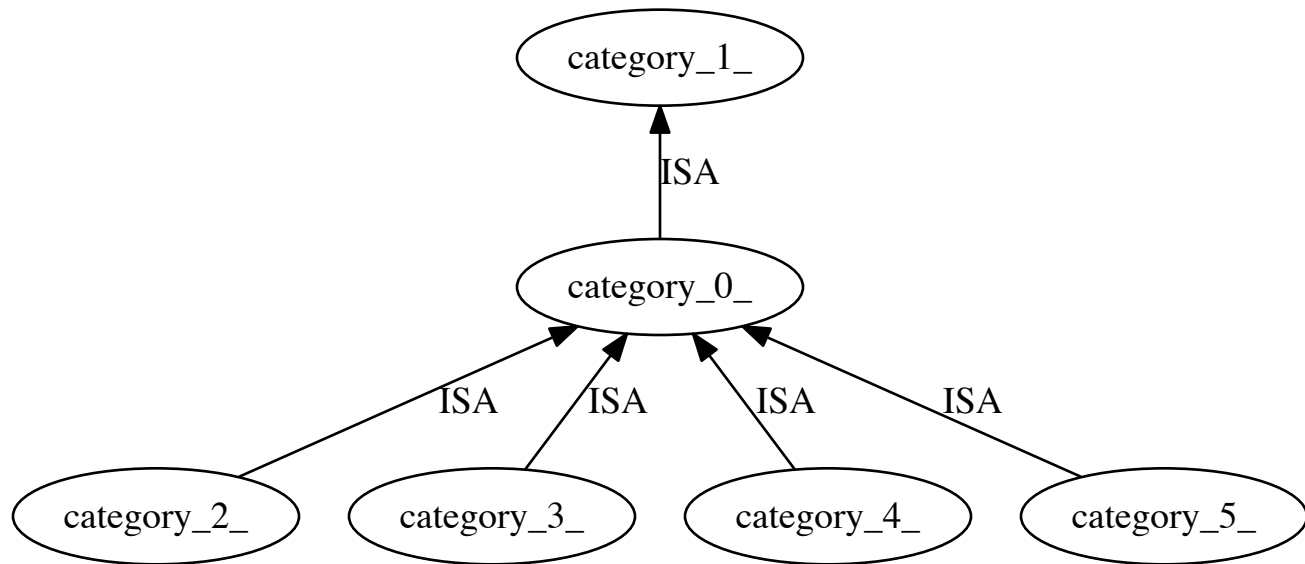 category_1_
ISA
category_0_
ISA ISA ISA ISA
category_2_ category_3_ category_4_ category_5_